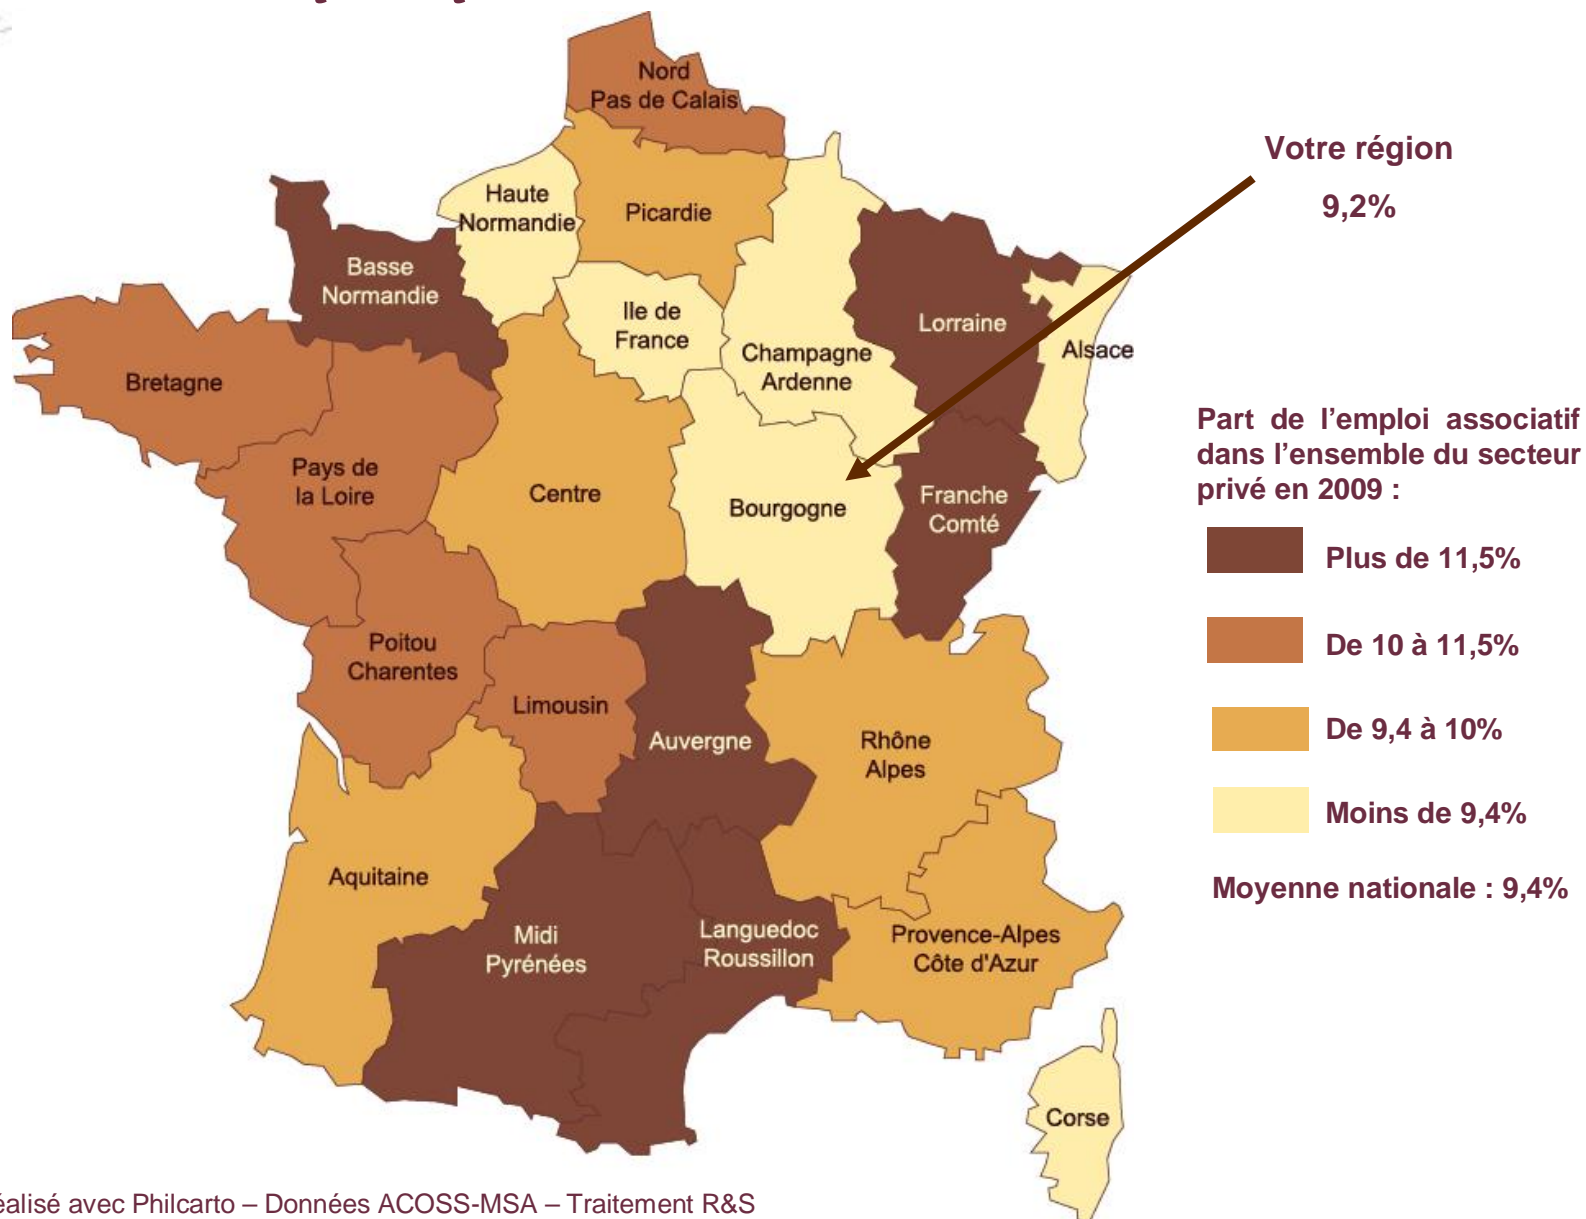 Nord
Pas de Calais
Votre région
9,2%
Haute
Normandie
Picardie
Basse
Normandie
Ile de
France
Lorraine
Champagne
Ardenne
Alsace
Bretagne
Part de l’emploi associatif
dans l’ensemble du secteur
privé en 2009 :
Pays de
la Loire
Centre
Bourgogne
Franche
Comté
Plus de 11,5%
De 10 à 11,5%
Poitou
Charentes
Limousin
Auvergne
Rhône
Alpes
De 9,4 à 10%
Moins de 9,4%
Aquitaine
Moyenne nationale : 9,4%
Midi
Pyrénées
Languedoc
Roussillon
Provence-Alpes
Côte d'Azur
Corse
éalisé avec Philcarto – Données ACOSS-MSA – Traitement R&S